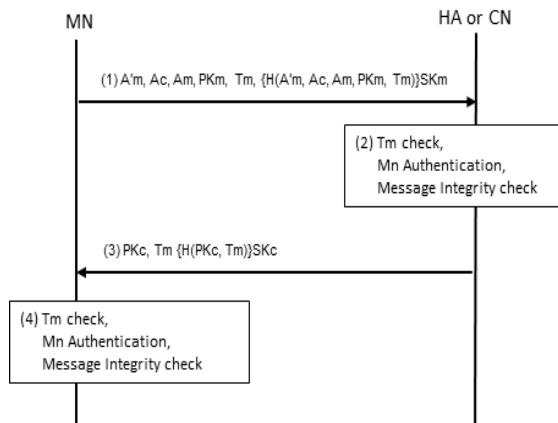 MN
HA or CN
(1) A'm, Ac, Am, PKm, Tm, {H(A'm, Ac, Am, PKm, Tm)}SKm
(2) Tm check,
Mn Authentication,
Message Integrity check
(3) PKc, Tm {H(PKc, Tm)}SKc
(4) Tm check,
Mn Authentication,
Message Integrity check